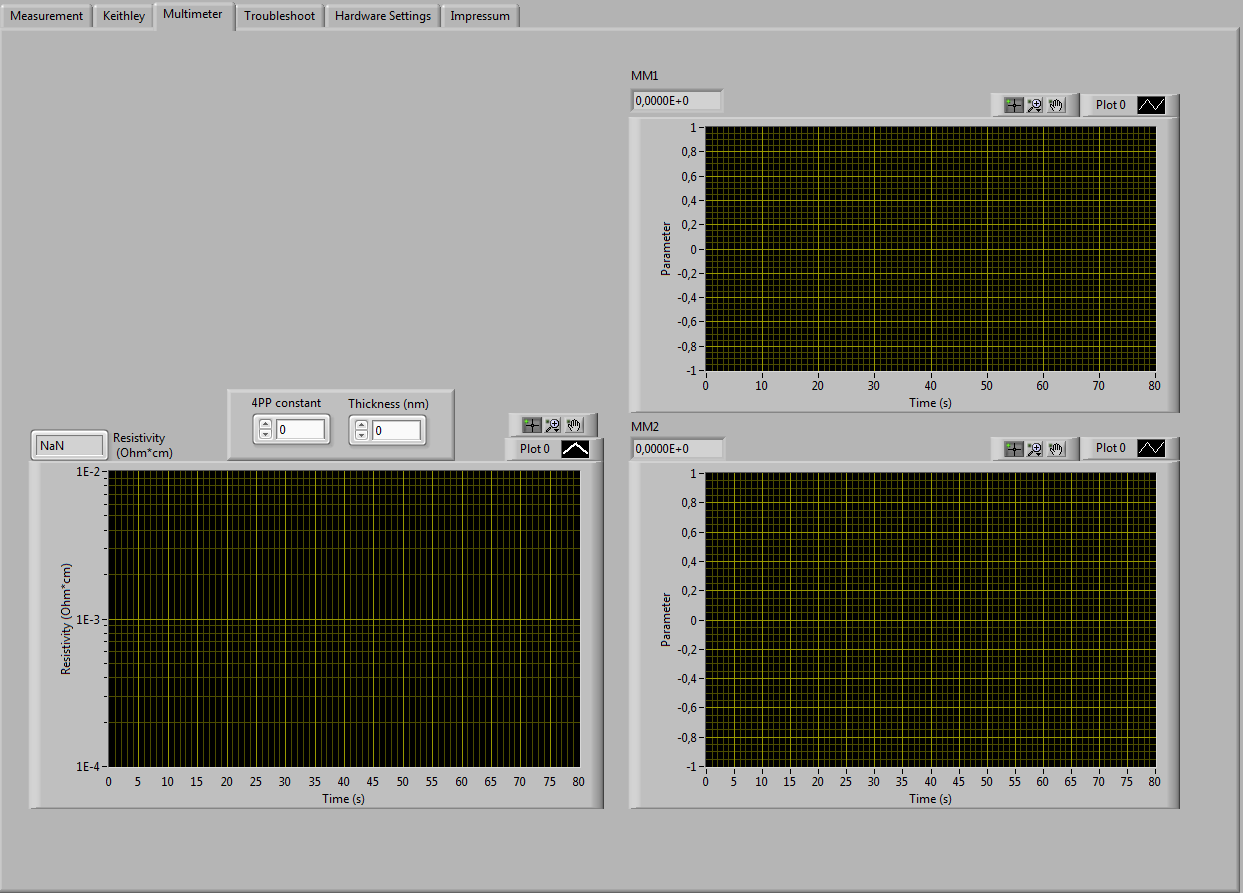 Measurement Keithley Multimeter Troubleshoot Hardware Settings Impressum
MM1
0,0000E+0
Plot 0
1
0,8
0,6
0,4
0,2
0
-0,2
-0,4
-0,6
-0,8
-1
Parameter
0 10 20 30 40 50 60 70 80
Time (s)
4PP constant Thickness (nm)
0 0
NaN
Resistivity
(Ohm*cm)
Plot 0
1E-2
1E-3
1E-4
Resistivity (Ohm*cm)
0 5 10 15 20 25 30 35 40 45 50 55 60 65 70 75 80
Time (s)
MM2
0,0000E+0
Plot 0
1
0,8
0,6
0,4
0,2
0
-0,2
-0,4
-0,6
-0,8
-1
Parameter
0 5 10 15 20 25 30 35 40 45 50 55 60 65 70 75 80
Time (s)